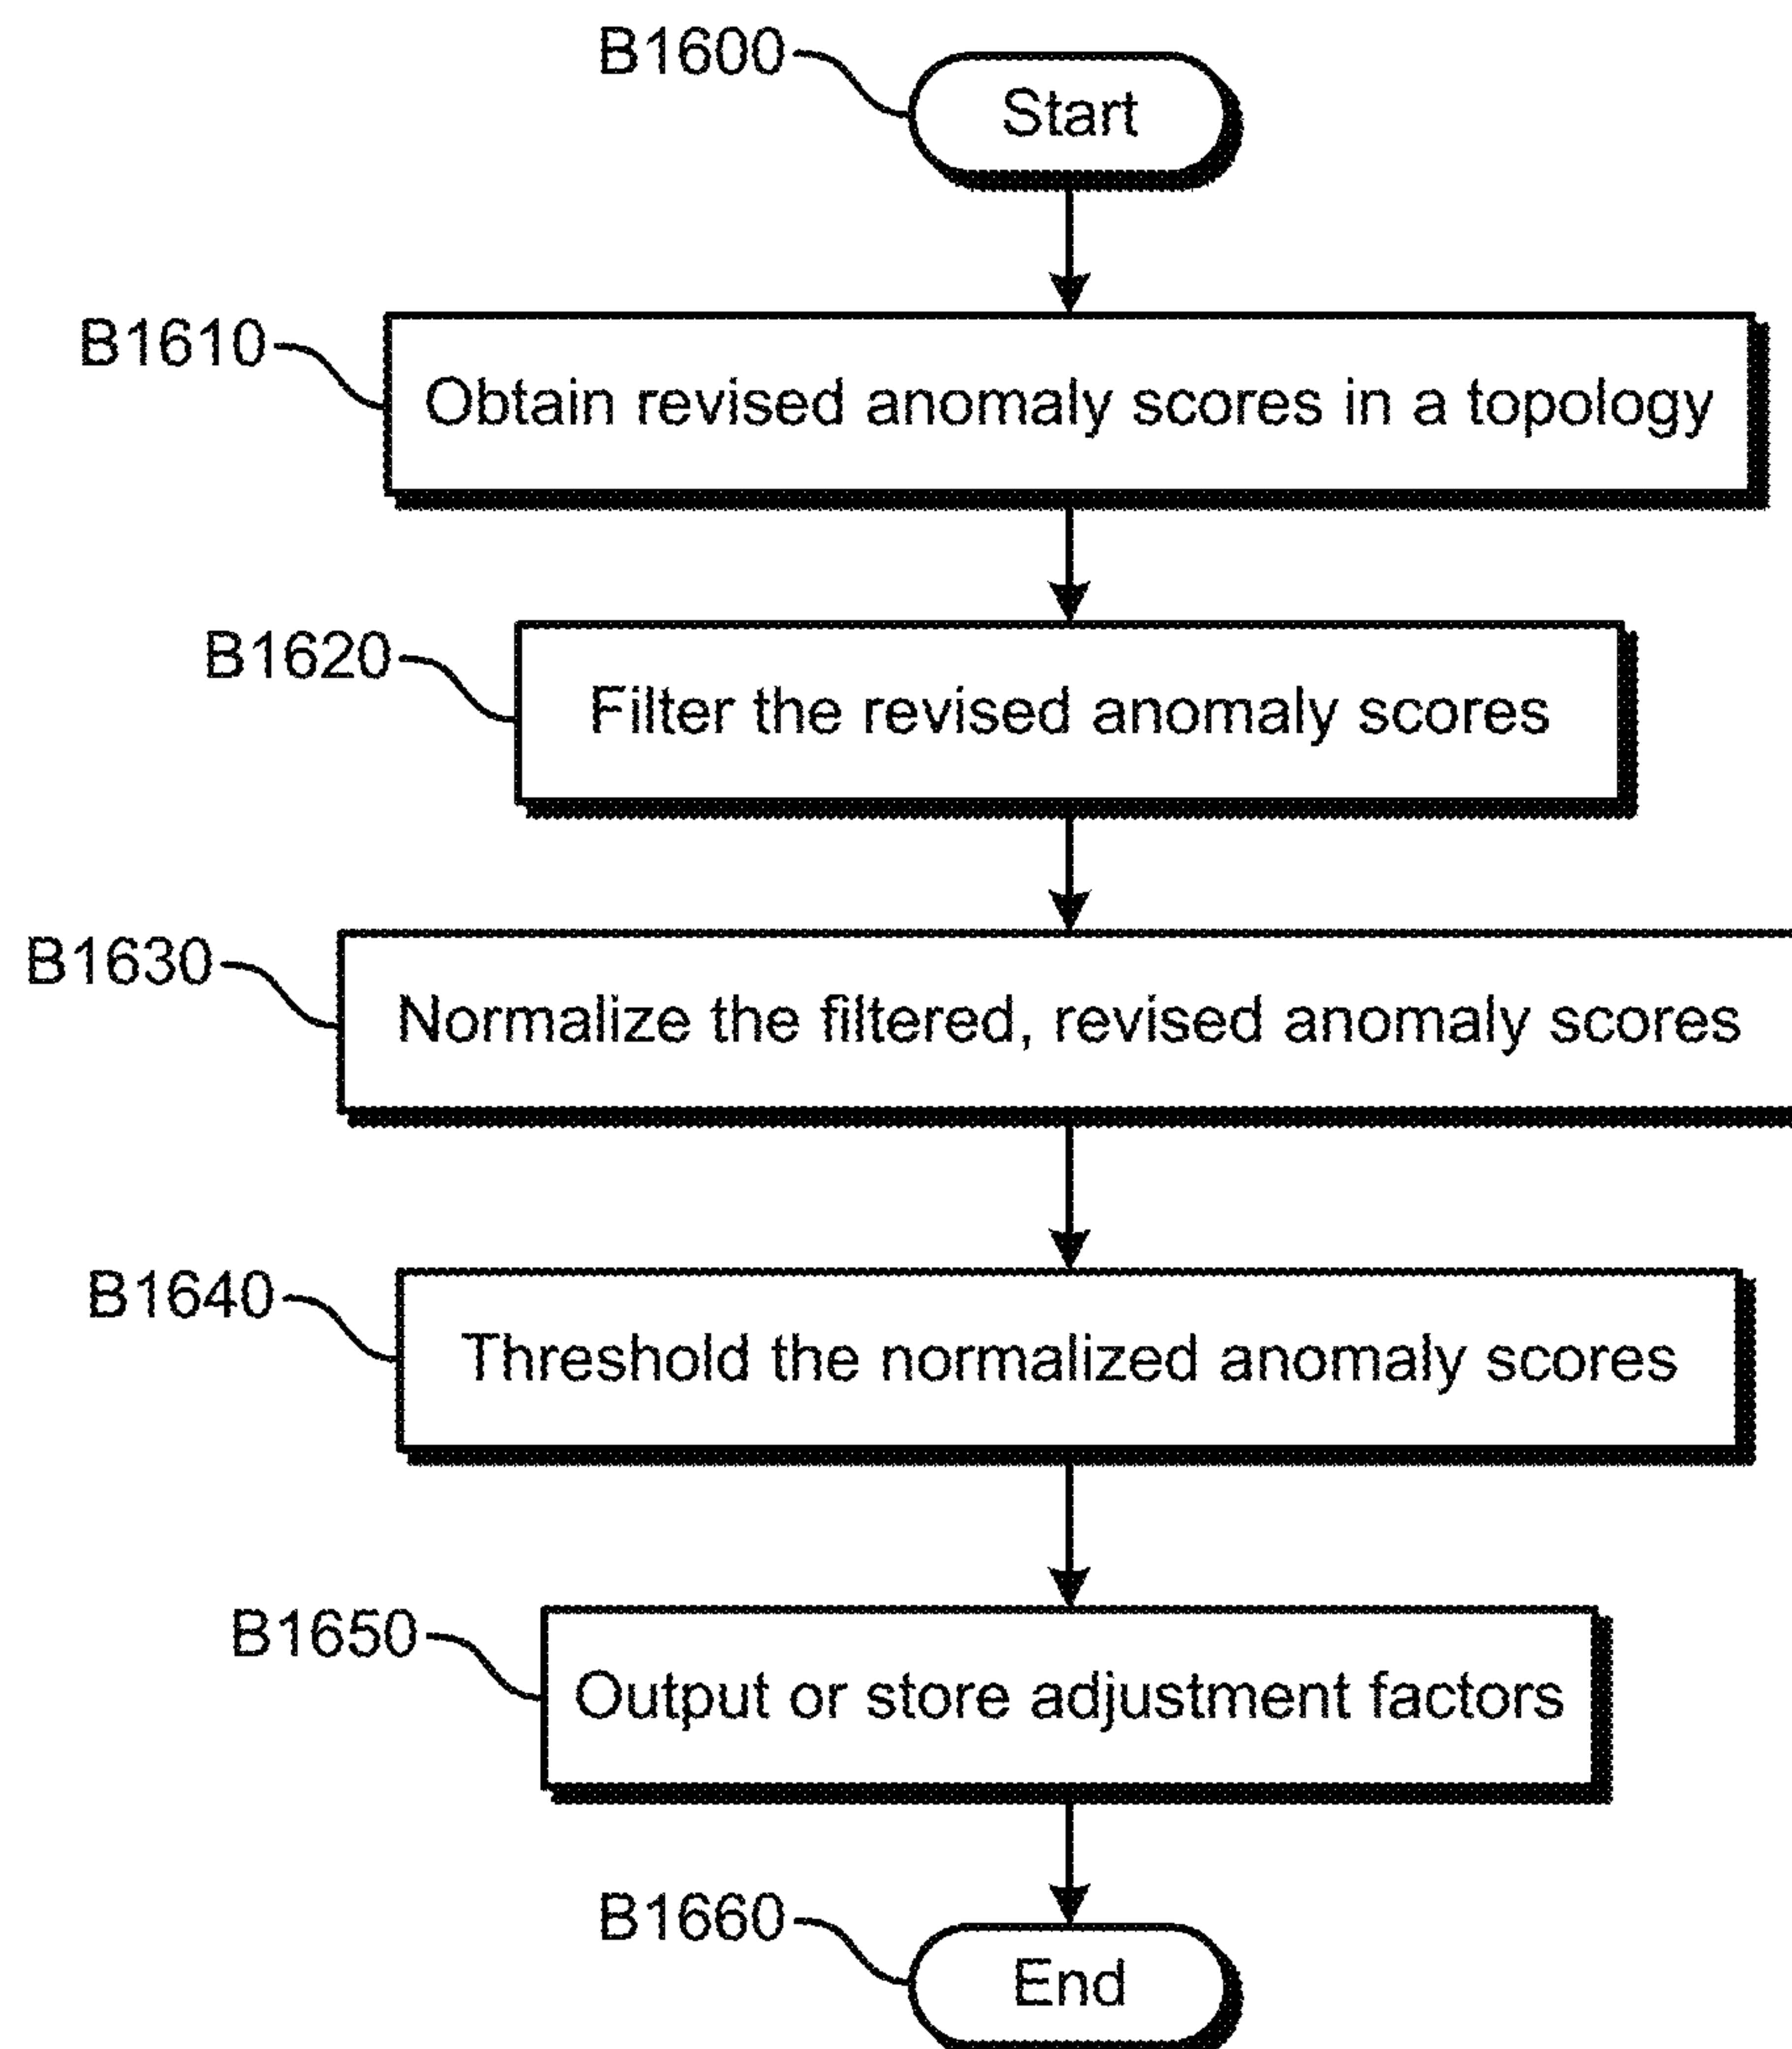 B1600
Start
B1610
Obtain revised anomaly scores in a topology
B1620
Filter the revised anomaly scores
B1630
Normalize the filtered, revised anomaly scores
B1640
Threshold the normalized anomaly scores
B1650
Output or store adjustment factors
B1660
End